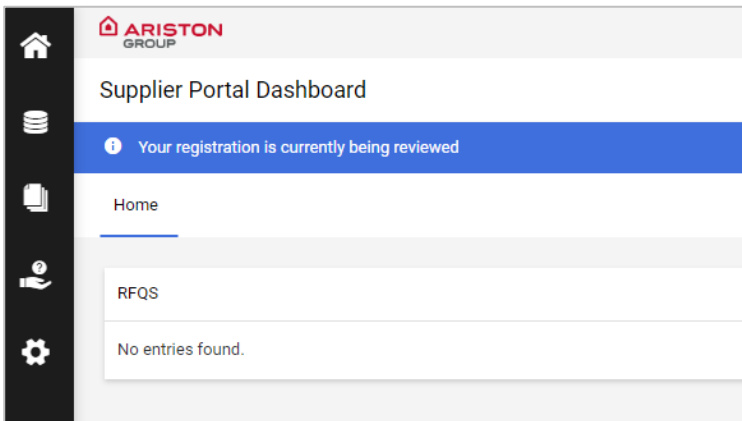 ARISTON
GROUP
Supplier Portal Dashboard
Your registration is currently being reviewed
Home
RFQS
No entries found.